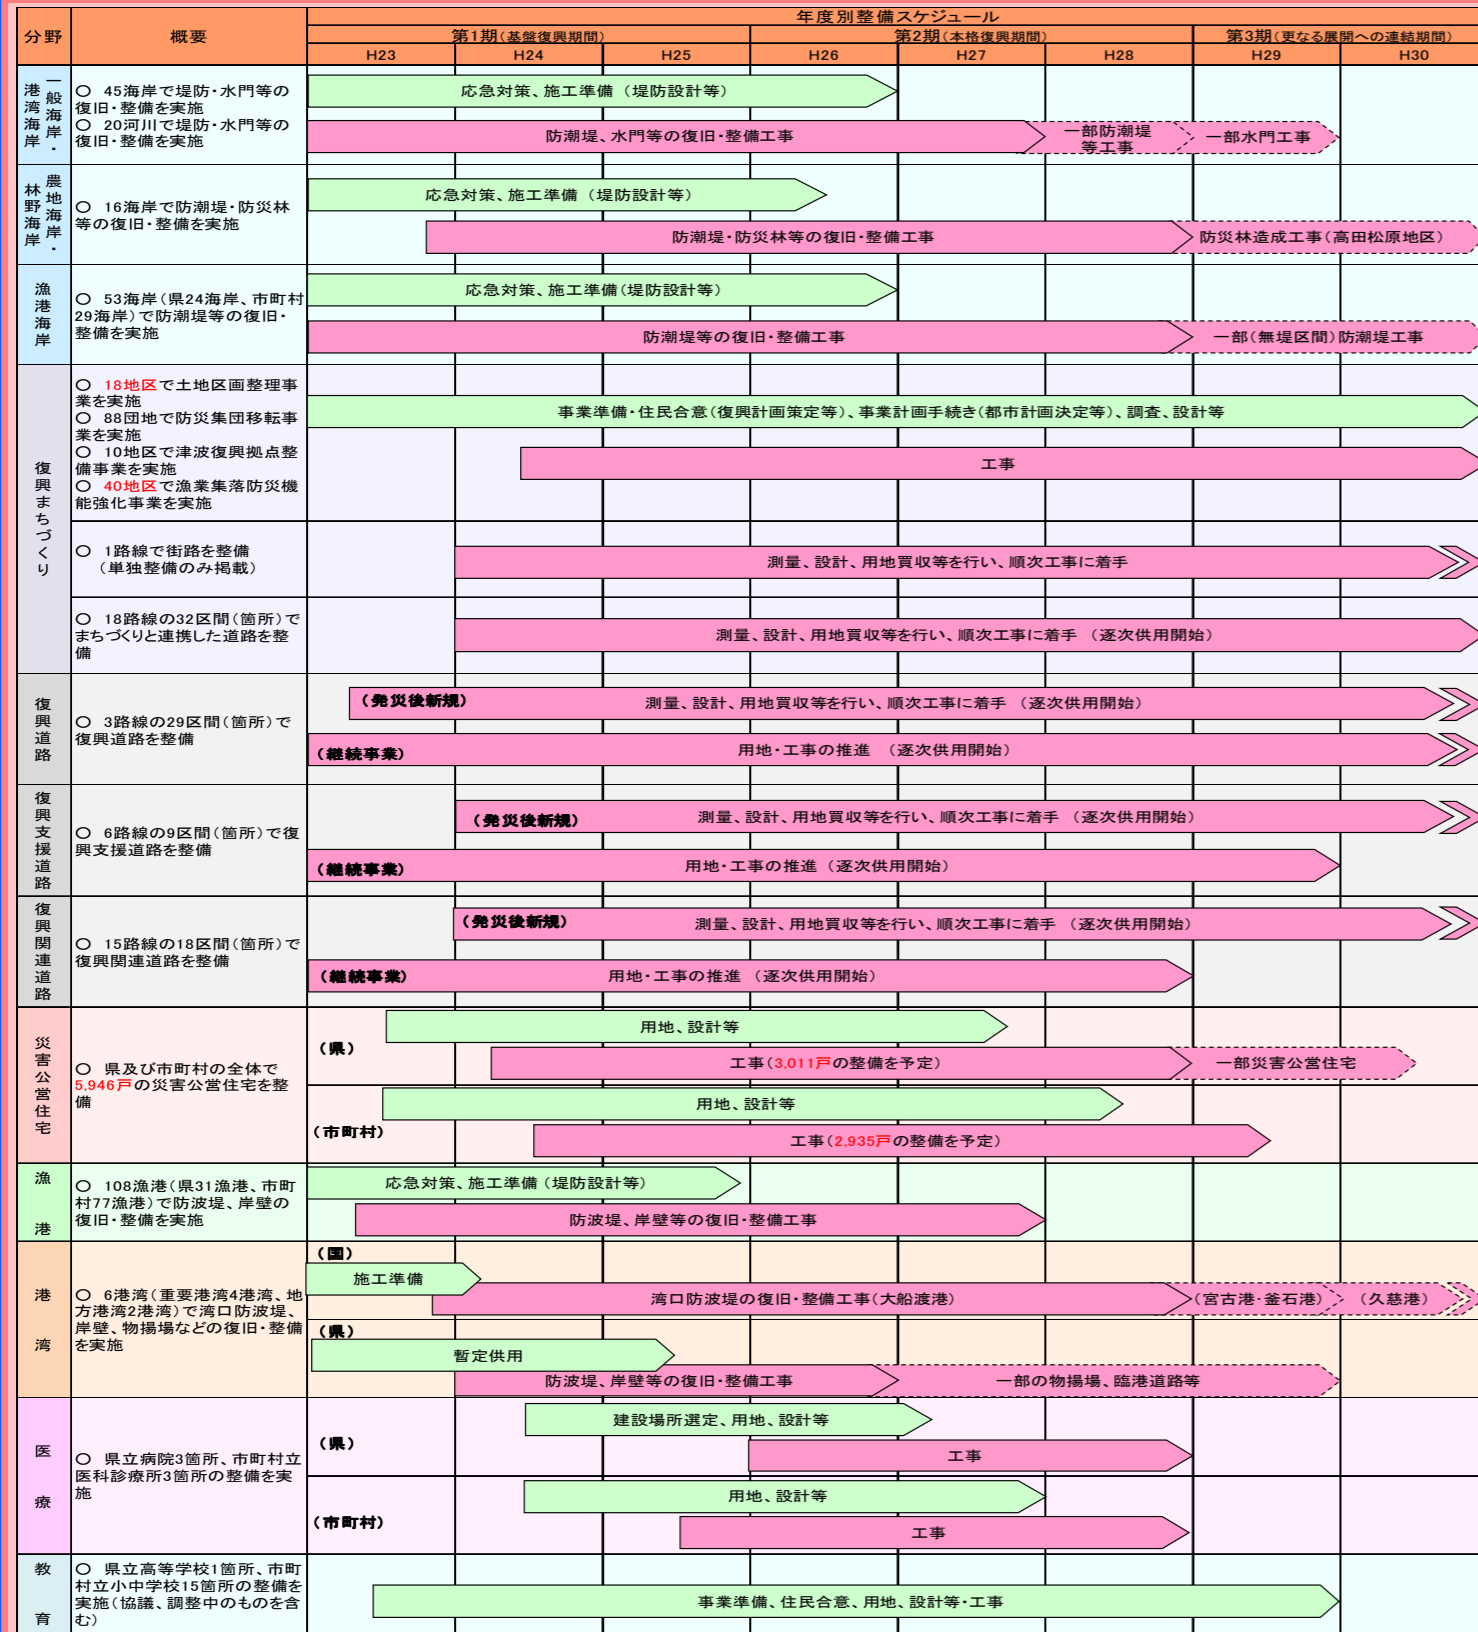 分野
概要
年度別整備スケジュール
第1期(基盤復興期間)
第2期(本格復興期間)
第3期(更なる展開への連結期間)
H23
H24
H25
H26
H27
H28
H29
H30
一般海岸・
港湾海岸
○ 45海岸で堤防・水門等の
復旧・整備を実施
○ 20河川で堤防・水門等の
復旧・整備を実施
応急対策、施工準備 (堤防設計等)
防潮堤、水門等の復旧・整備工事
一部防潮堤
等工事
一部水門工事
農地海岸・
林野海岸
○ 16海岸で防潮堤・防災林
等の復旧・整備を実施
応急対策、施工準備 (堤防設計等)
防潮堤・防災林等の復旧・整備工事
防災林造成工事(高田松原地区)
漁港海岸
○ 53海岸(県24海岸、市町村
29海岸)で防潮堤等の復旧・
整備を実施
応急対策、施工準備(堤防設計等)
防潮堤等の復旧・整備工事
一部(無堤区間)防潮堤工事
復興まちづくり
○ 18地区で土地区画整理事
業を実施
○ 88団地で防災集団移転事
業を実施
○ 10地区で津波復興拠点整
備事業を実施
○ 40地区で漁業集落防災機
能強化事業を実施
事業準備・住民合意(復興計画策定等)、事業計画手続き(都市計画決定等)、調査、設計等
工事
○ 1路線で街路を整備
(単独整備のみ掲載)
測量、設計、用地買収等を行い、順次工事に着手
○ 18路線の32区間(箇所)で
まちづくりと連携した道路を整
備
測量、設計、用地買収等を行い、順次工事に着手 (逐次供用開始)
復興道路
○ 3路線の29区間(箇所)で
復興道路を整備
(発災後新規)
測量、設計、用地買収等を行い、順次工事に着手 (逐次供用開始)
(継続事業)
用地・工事の推進 (逐次供用開始)
復興支援道路
○ 6路線の9区間(箇所)で復
興支援道路を整備
(発災後新規)
測量、設計、用地買収等を行い、順次工事に着手 (逐次供用開始)
(継続事業)
用地・工事の推進 (逐次供用開始)
復興関連道路
○ 15路線の18区間(箇所)で
復興関連道路を整備
(発災後新規)
測量、設計、用地買収等を行い、順次工事に着手 (逐次供用開始)
(継続事業)
用地・工事の推進 (逐次供用開始)
災害公営住宅
○ 県及び市町村の全体で
5,946戸の災害公営住宅を整
備
(県)
用地、設計等
工事(3,011戸の整備を予定)
一部災害公営住宅
(市町村)
用地、設計等
工事(2,935戸の整備を予定)
漁港
○ 108漁港(県31漁港、市町
村77漁港)で防波堤、岸壁の
復旧・整備を実施
応急対策、施工準備 (堤防設計等)
防波堤、岸壁等の復旧・整備工事
港湾
○ 6港湾(重要港湾4港湾、地
方港湾2港湾)で湾口防波堤、
岸壁、物揚場などの復旧・整備
を実施
(国)
施工準備
湾口防波堤の復旧・整備工事(大船渡港)
(宮古港・釜石港)
(久慈港)
(県)
暫定供用
防波堤、岸壁等の復旧・整備工事
一部の物揚場、臨港道路等
医療
○ 県立病院3箇所、市町村立
医科診療所3箇所の整備を実
施
(県)
建設場所選定、用地、設計等
工事
(市町村)
用地、設計等
工事
教育
○ 県立高等学校1箇所、市町
村立小中学校15箇所の整備を
実施(協議、調整中のものを含
む)
事業準備、住民合意、用地、設計等・工事